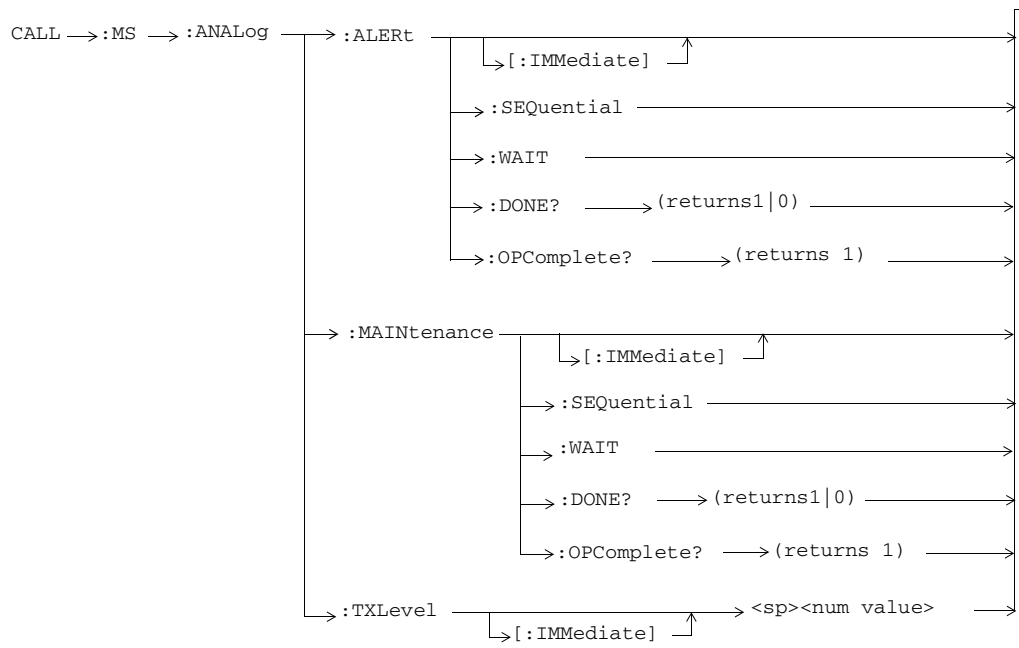 CALL :MS :ANALog :ALERt
[:IMMediate]
:SEQuential
:WAIT
:DONE? (returns1|0)
:OPComplete? (returns 1)
:MAINtenance
[:IMMediate]
:SEQuential
:WAIT
:DONE? (returns1|0)
:OPComplete? (returns 1)
:TXLevel <sp><num value>
[:IMMediate]